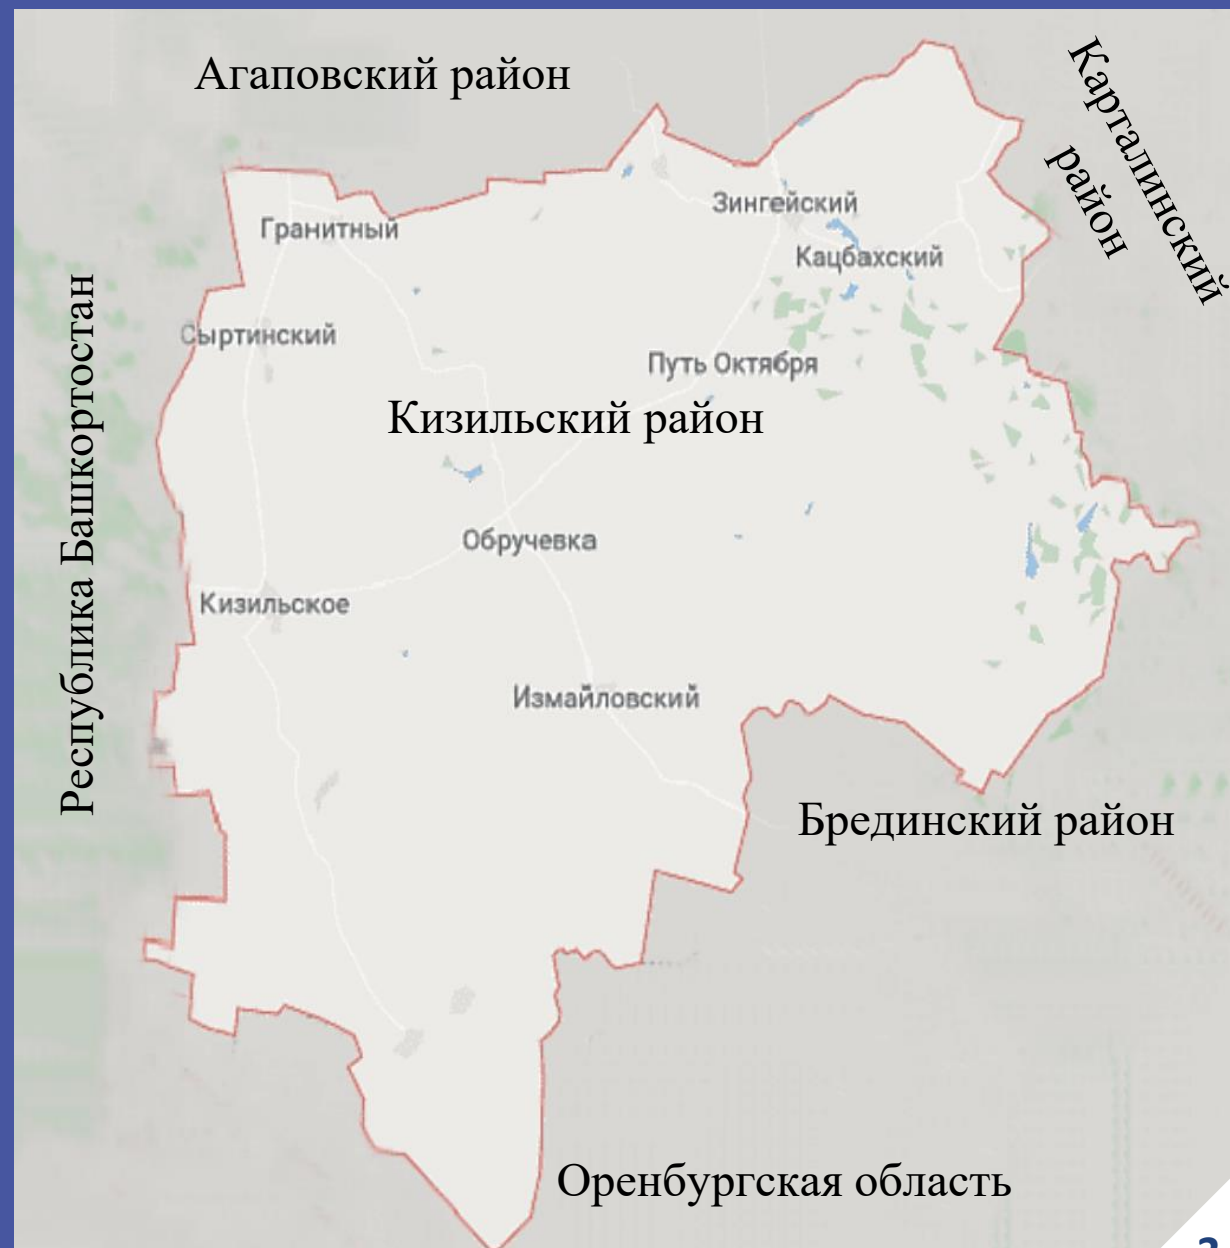 Агаповский район
Карталинский
район
Зингейский
Гранитный
Кацбахский
Республика Башкортостан
Сыртинский
Путь Октября
Кизильский район
Обручевка
Кизильское
Измайловский
Брединский район
Оренбургская область